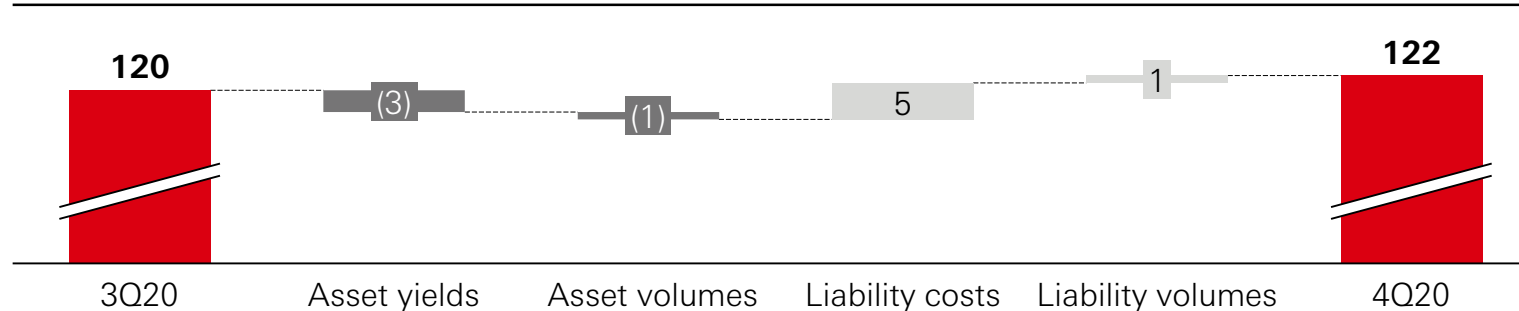 120
(3)
(1)
5
1
122
3Q20
Asset yields
Asset volumes
Liability costs
Liability volumes
4Q20